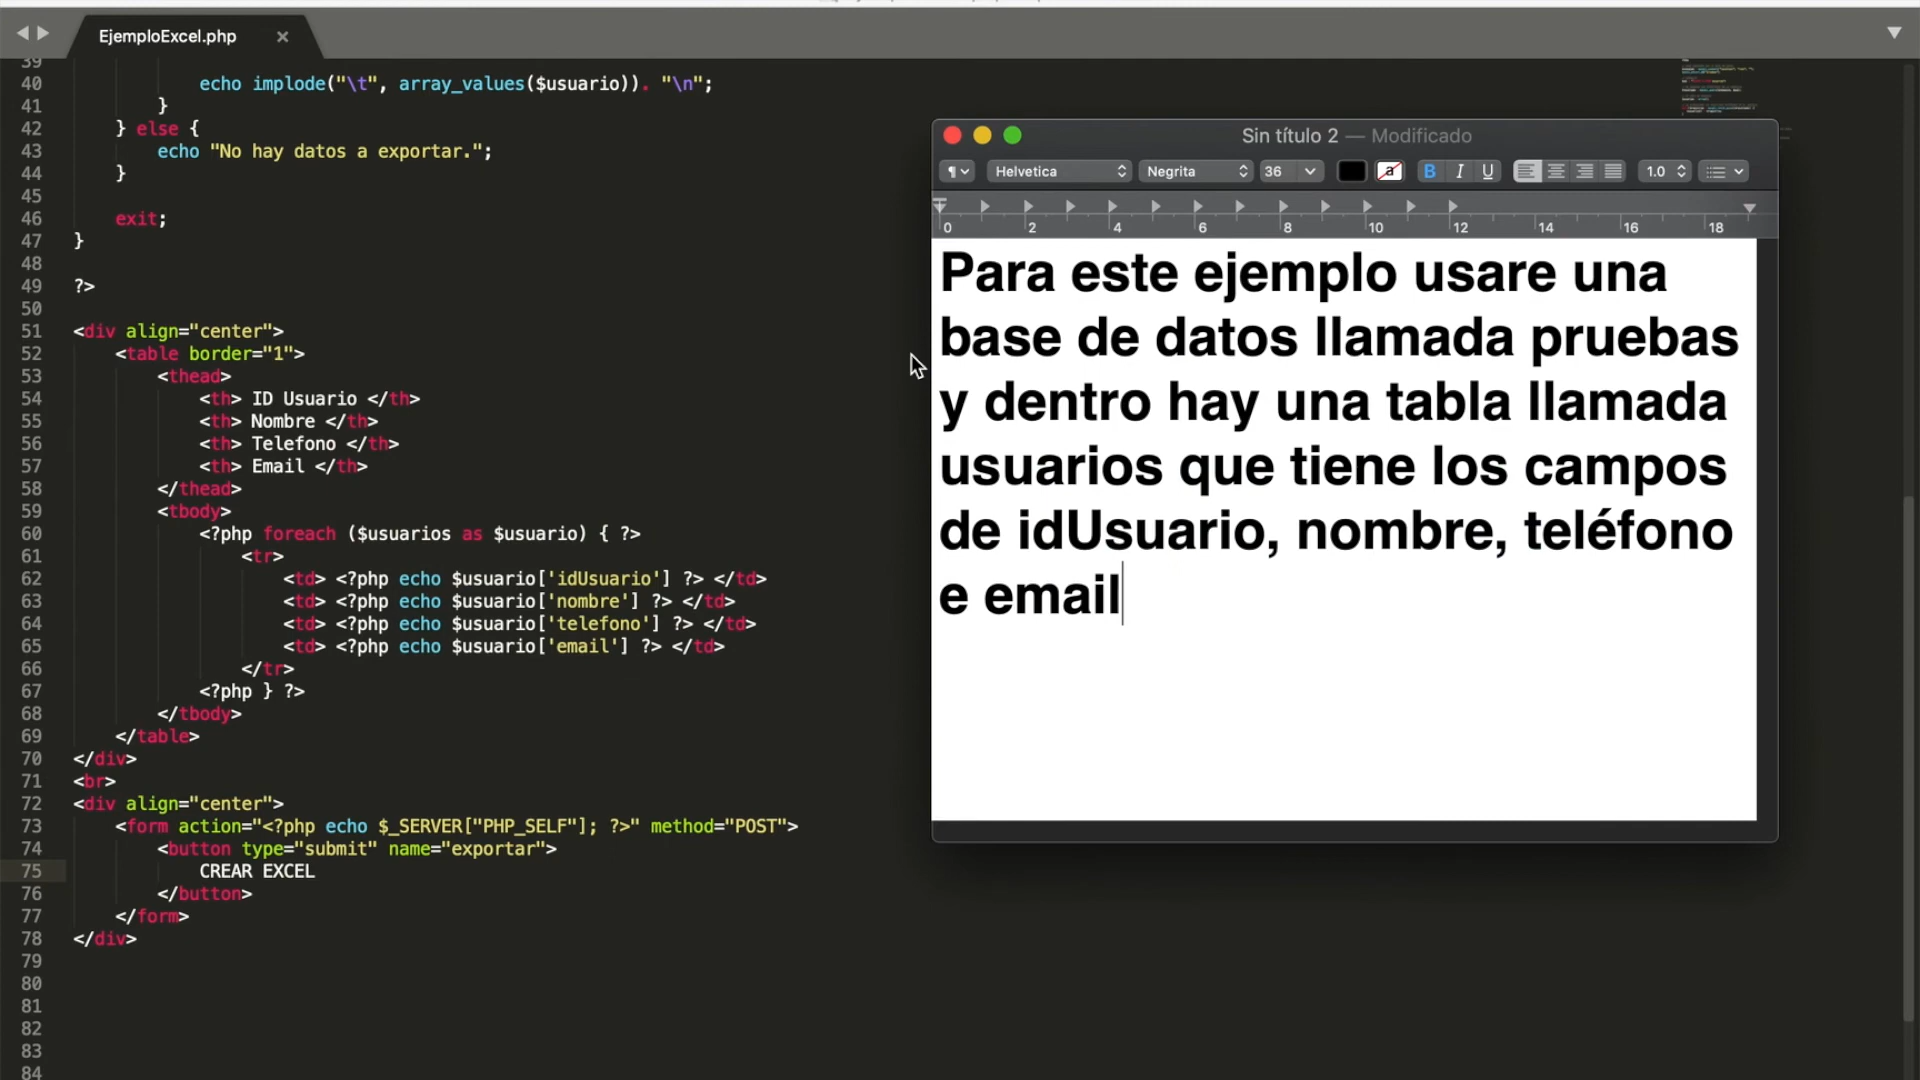 EjemploExcel.php ×
39
40 echo implode("\t", array_values($usuario)). "\n";
41 }
42 } else {
43 echo "No hay datos a exportar.";
44 }
45
46 exit;
47 }
48
49 ?>
50
51 <div align="center">
52 <table border="1">
53 <thead>
54 <th> ID Usuario </th>
55 <th> Nombre </th>
56 <th> Telefono </th>
57 <th> Email </th>
58 </thead>
59 <tbody>
60 <?php foreach ($usuarios as $usuario) { ?>
61 <tr>
62 <td> <?php echo $usuario['idUsuario'] ?> </td>
63 <td> <?php echo $usuario['nombre'] ?> </td>
64 <td> <?php echo $usuario['telefono'] ?> </td>
65 <td> <?php echo $usuario['email'] ?> </td>
66 </tr>
67 <?php } ?>
68 </tbody>
69 </table>
70 </div>
71 <br>
72 <div align="center">
73 <form action="<?php echo $_SERVER["PHP_SELF"]; ?>" method="POST">
74 <button type="submit" name="exportar">
75 CREAR EXCEL
76 </button>
77 </form>
78 </div>
79
80
81
82
83
84
Sin título 2 — Modificado
¶ Helvetica Negrita 36 a B I U 1.0
0 2 4 6 8 10 12 14 16 18
Para este ejemplo usare una
base de datos llamada pruebas
y dentro hay una tabla llamada
usuarios que tiene los campos
de idUsuario, nombre, teléfono
e email